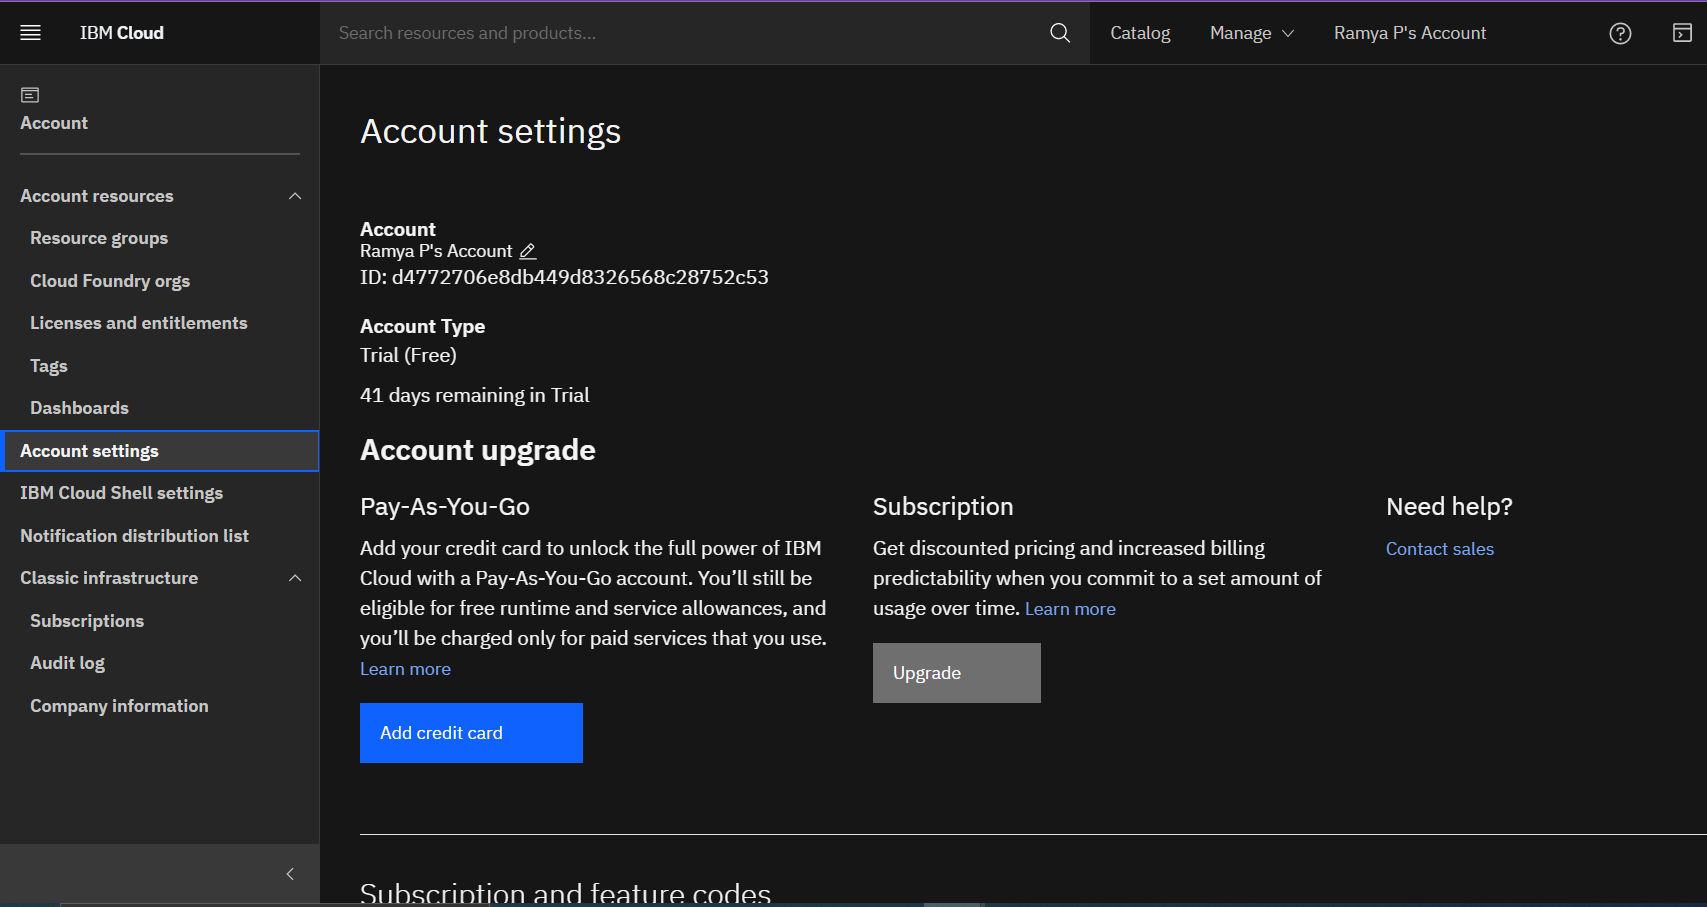 IBM Cloud
Search resources and products...
Catalog
Manage
Ramya P's Account
Account
Account resources
Resource groups
Cloud Foundry orgs
Licenses and entitlements
Tags
Dashboards
Account settings
IBM Cloud Shell settings
Notification distribution list
Classic infrastructure
Subscriptions
Audit log
Company information
Account settings
Account
Ramya P's Account
ID: d4772706e8db449d8326568c28752c53
Account Type
Trial (Free)
41 days remaining in Trial
Account upgrade
Pay-As-You-Go
Add your credit card to unlock the full power of IBM
Cloud with a Pay-As-You-Go account. You’ll still be
eligible for free runtime and service allowances, and
you’ll be charged only for paid services that you use.
Learn more
Add credit card
Subscription
Get discounted pricing and increased billing
predictability when you commit to a set amount of
usage over time. Learn more
Upgrade
Need help?
Contact sales
Subscription and feature codes